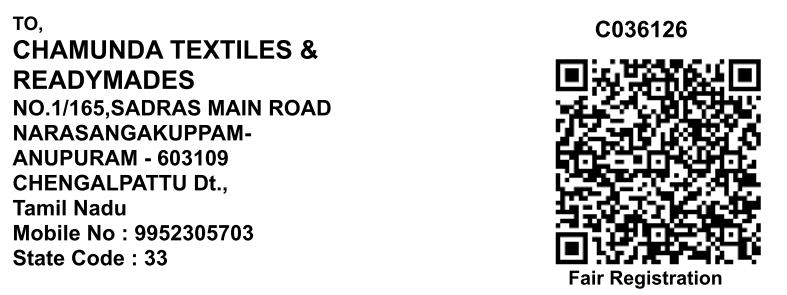 TO,
CHAMUNDA TEXTILES &
READYMADES
NO.1/165,SADRAS MAIN ROAD
NARASANGAKUPPAM-
ANUPURAM - 603109
CHENGALPATTU Dt.,
Tamil Nadu
Mobile No : 9952305703
State Code : 33
C036126
Fair Registration